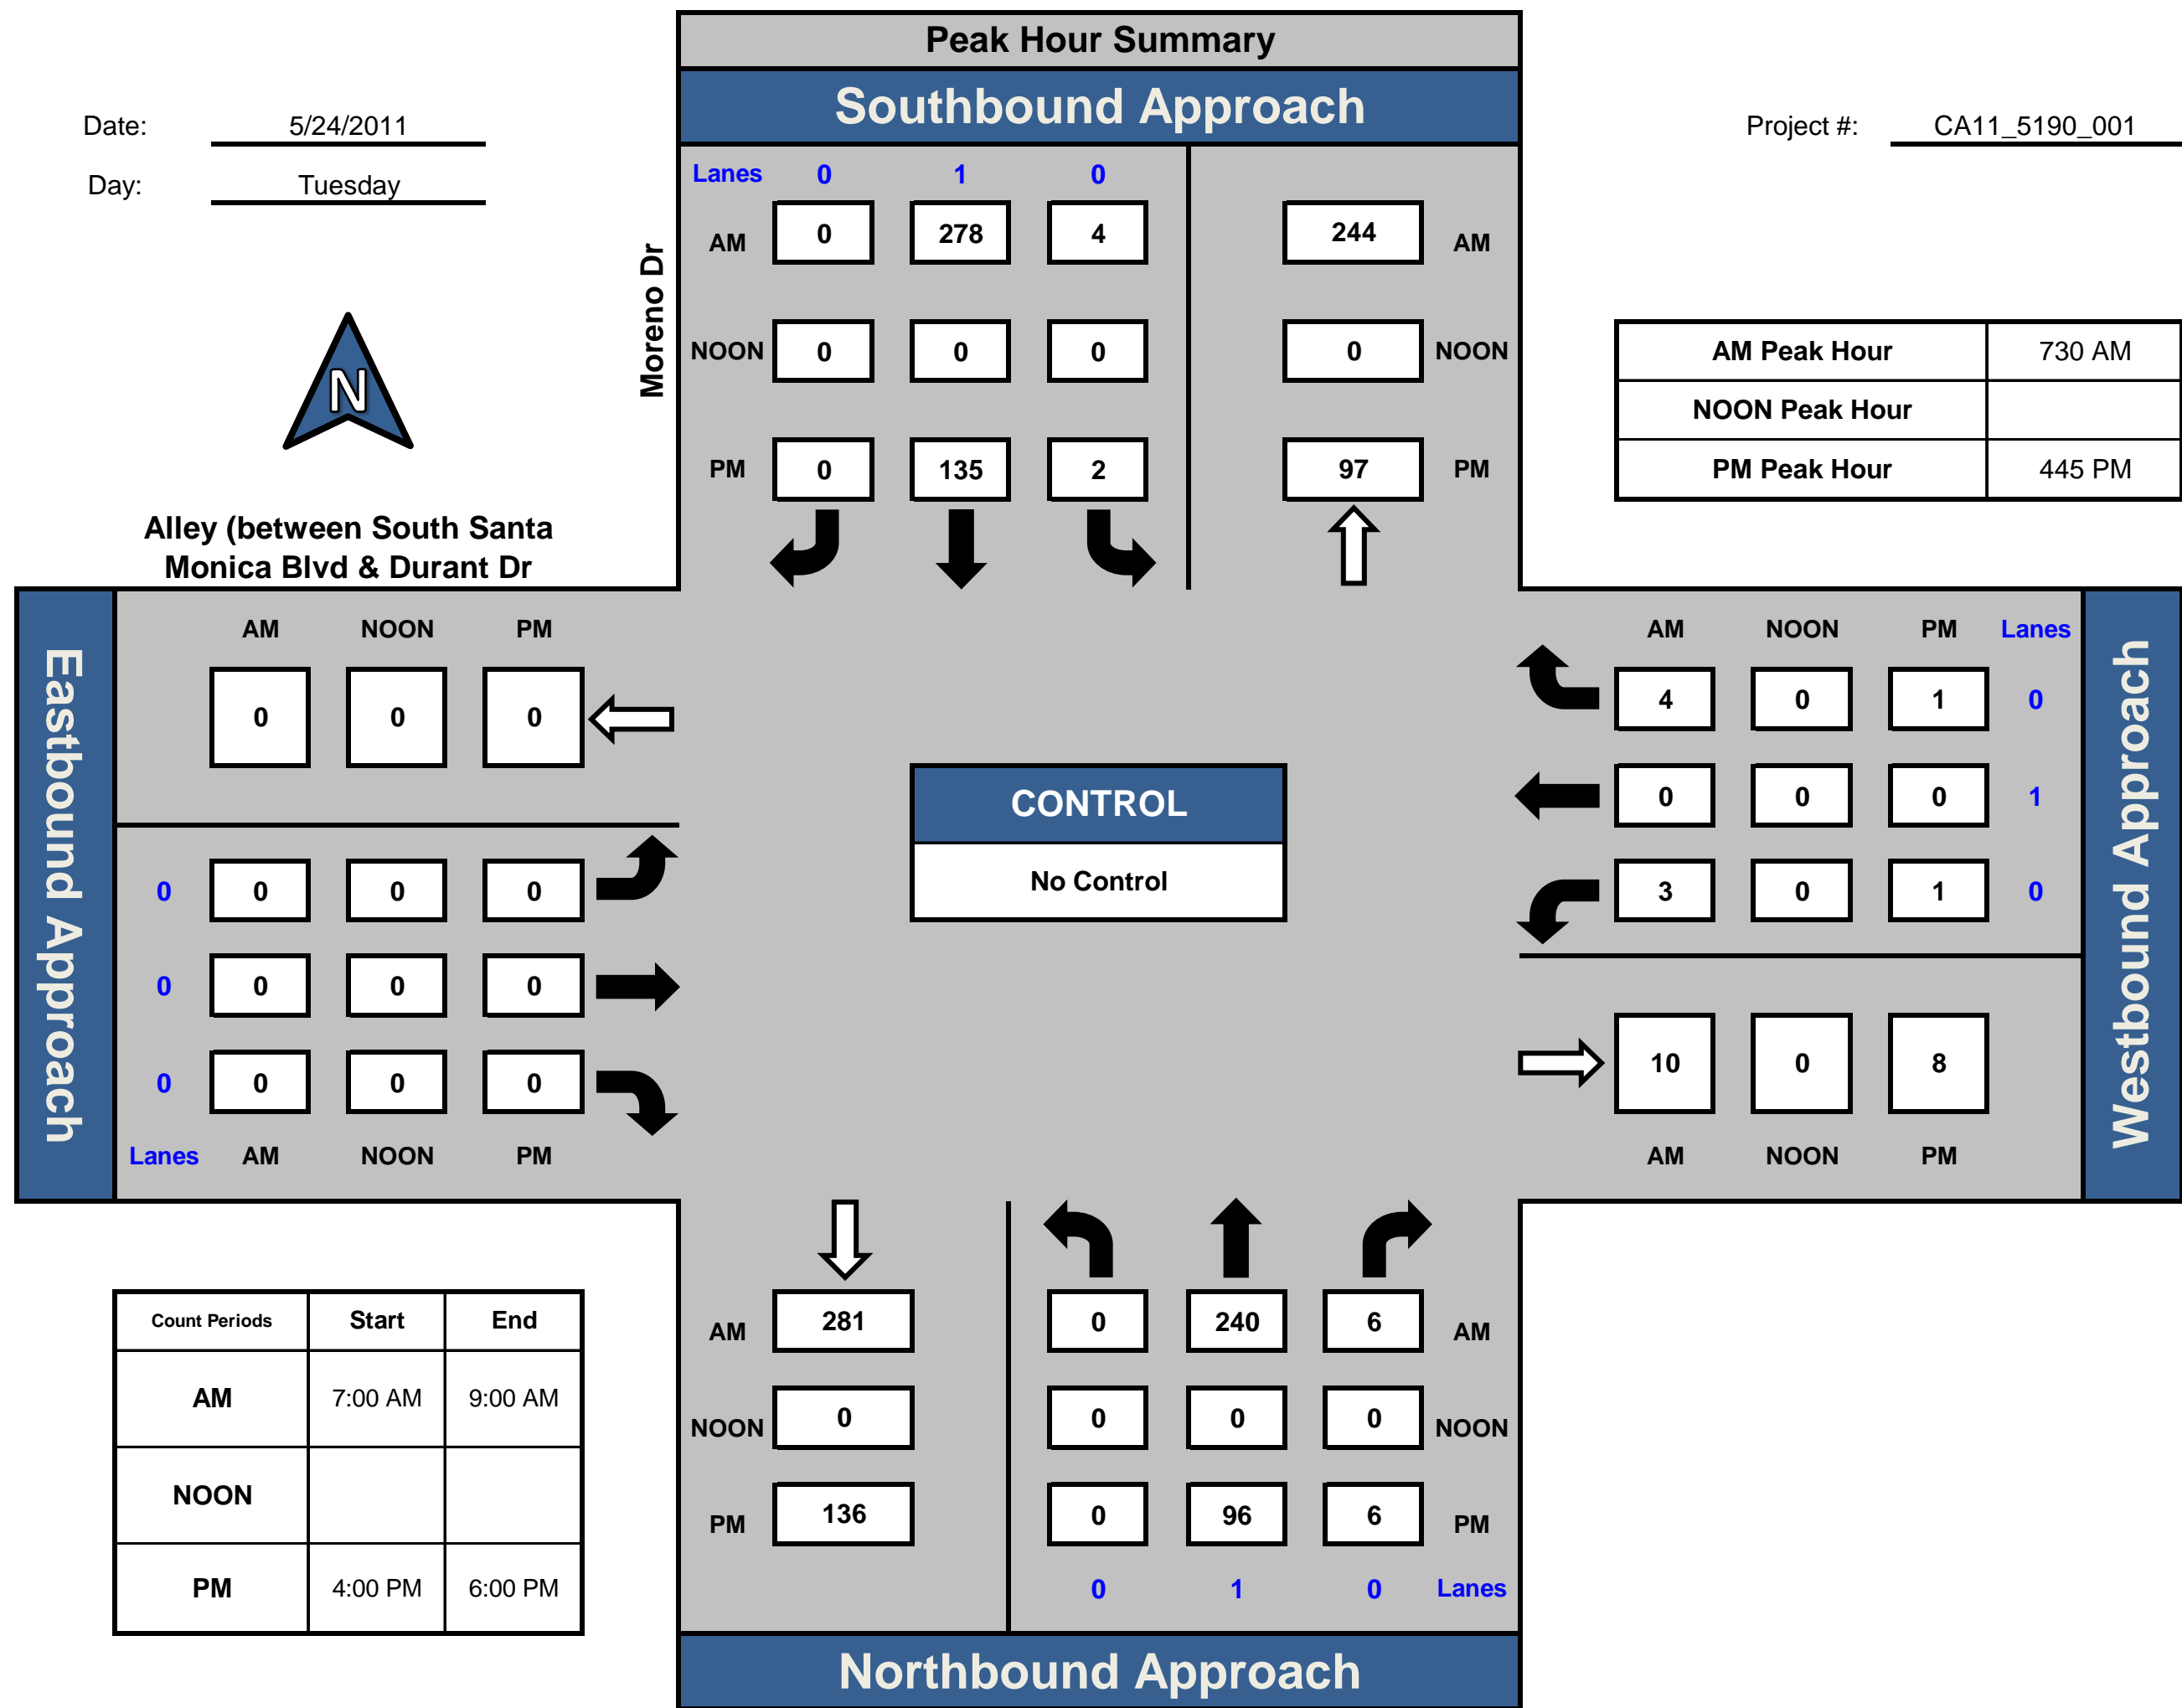 Peak Hour Summary
Southbound Approach
Date: 5/24/2011
Project #: CA11_5190_001
Day: Tuesday
Lanes 0 1 0
AM 0 278 4 244 AM
Moreno Dr
N
NOON 0 0 0 0 NOON
AM Peak Hour 730 AM
NOON Peak Hour
PM Peak Hour 445 PM
PM 0 135 2 97 PM
Alley (between South Santa
Monica Blvd & Durant Dr
Eastbound Approach
AM NOON PM
0 0 0
0 0 0 0
0 0 0 0
0 0 0 0
Lanes AM NOON PM
CONTROL
No Control
AM NOON PM Lanes
4 0 1 0
0 0 0 1
3 0 1 0
10 0 8
AM NOON PM
Westbound Approach
Count Periods Start End
AM 7:00 AM 9:00 AM
NOON
PM 4:00 PM 6:00 PM
AM 281 0 240 6 AM
NOON 0 0 0 0 NOON
PM 136 0 96 6 PM
0 1 0 Lanes
Northbound Approach